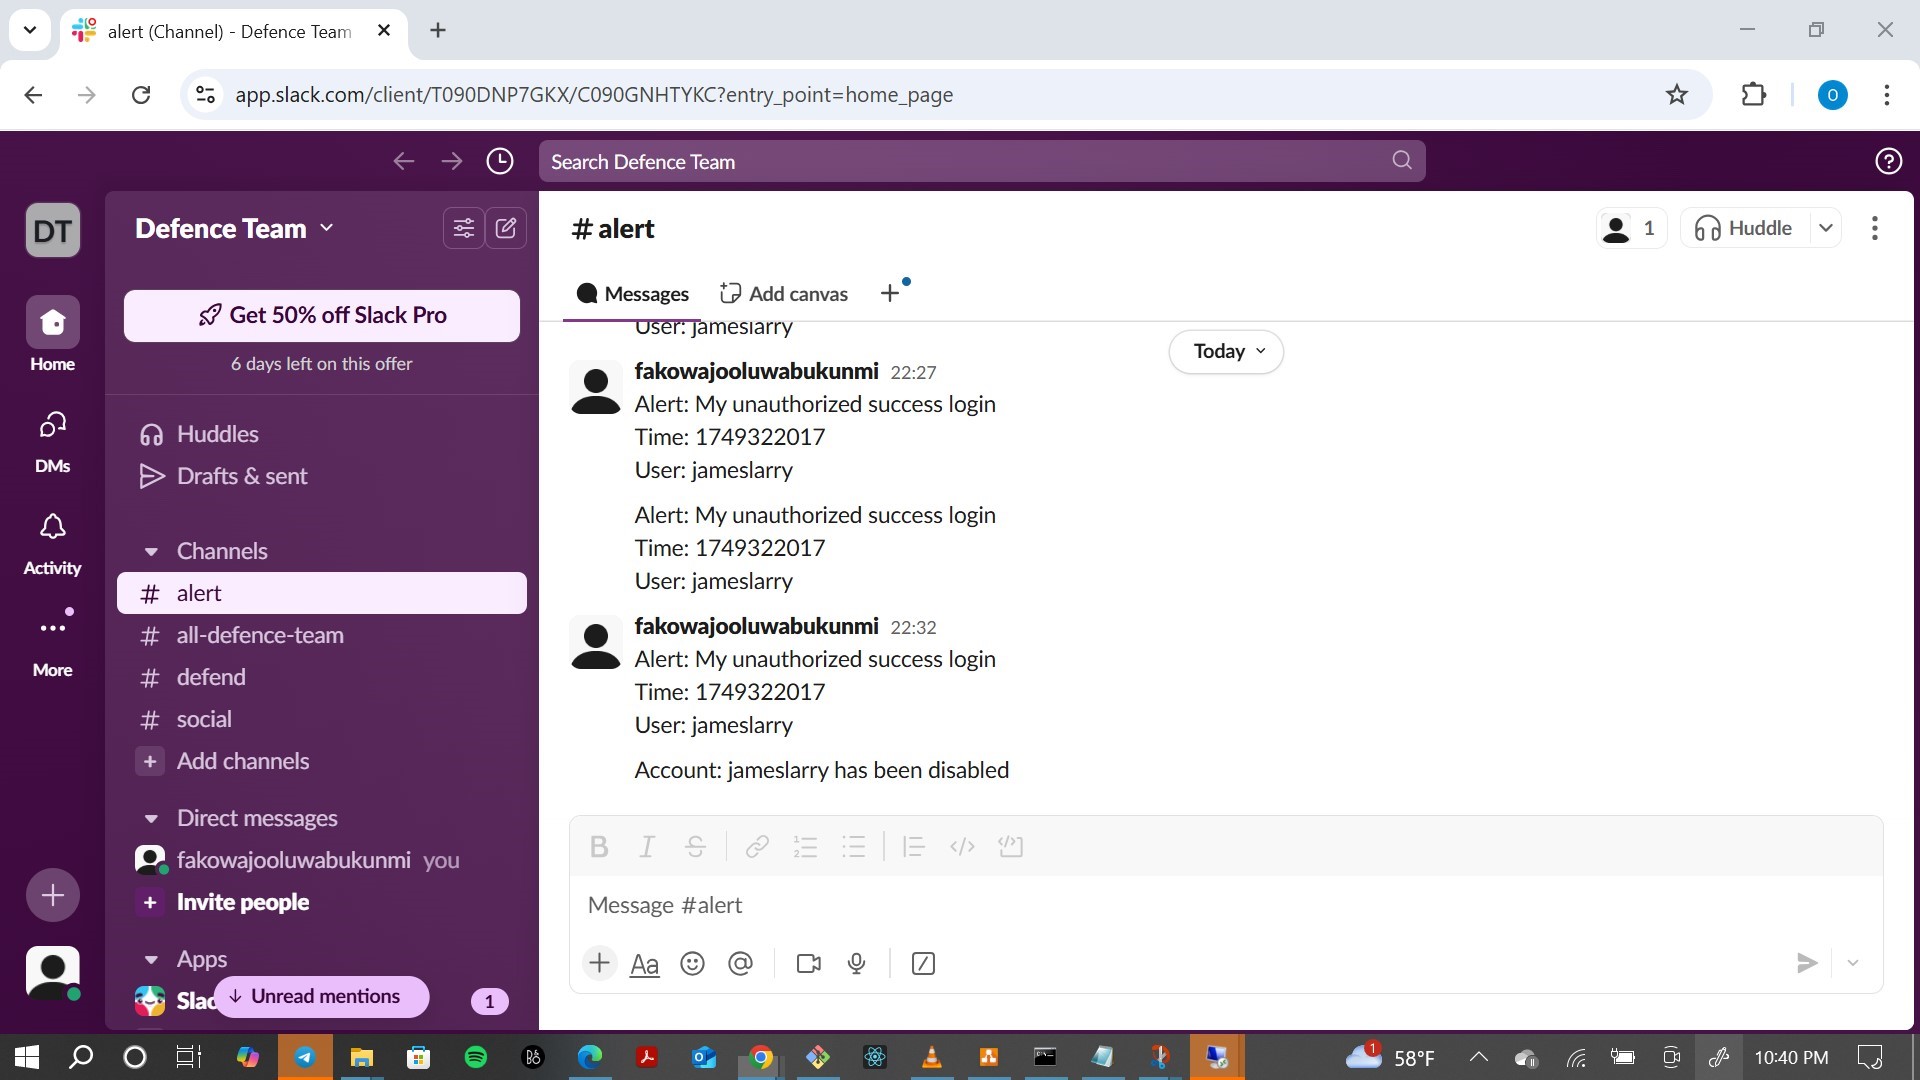 alert (Channel) - Defence Team
app.slack.com/client/T090DNP7GKX/C090GNHTYKC?entry_point=home_page
O
Search Defence Team
DT
Home
DMs
Activity
More
Defence Team
Get 50% off Slack Pro
6 days left on this offer
Huddles
Drafts & sent
Channels
# alert
# all-defence-team
# defend
# social
+ Add channels
Direct messages
fakowajooluwabukunmi you
+ Invite people
Apps
Slac
↓ Unread mentions
1
# alert
1
Huddle
Messages
Add canvas
+
Today
User: jameslarry
fakowajooluwabukunmi 22:27
Alert: My unauthorized success login
Time: 1749322017
User: jameslarry
Alert: My unauthorized success login
Time: 1749322017
User: jameslarry
fakowajooluwabukunmi 22:32
Alert: My unauthorized success login
Time: 1749322017
User: jameslarry
Account: jameslarry has been disabled
B I S
Message #alert
+ Aa @
1
58°F
10:40 PM